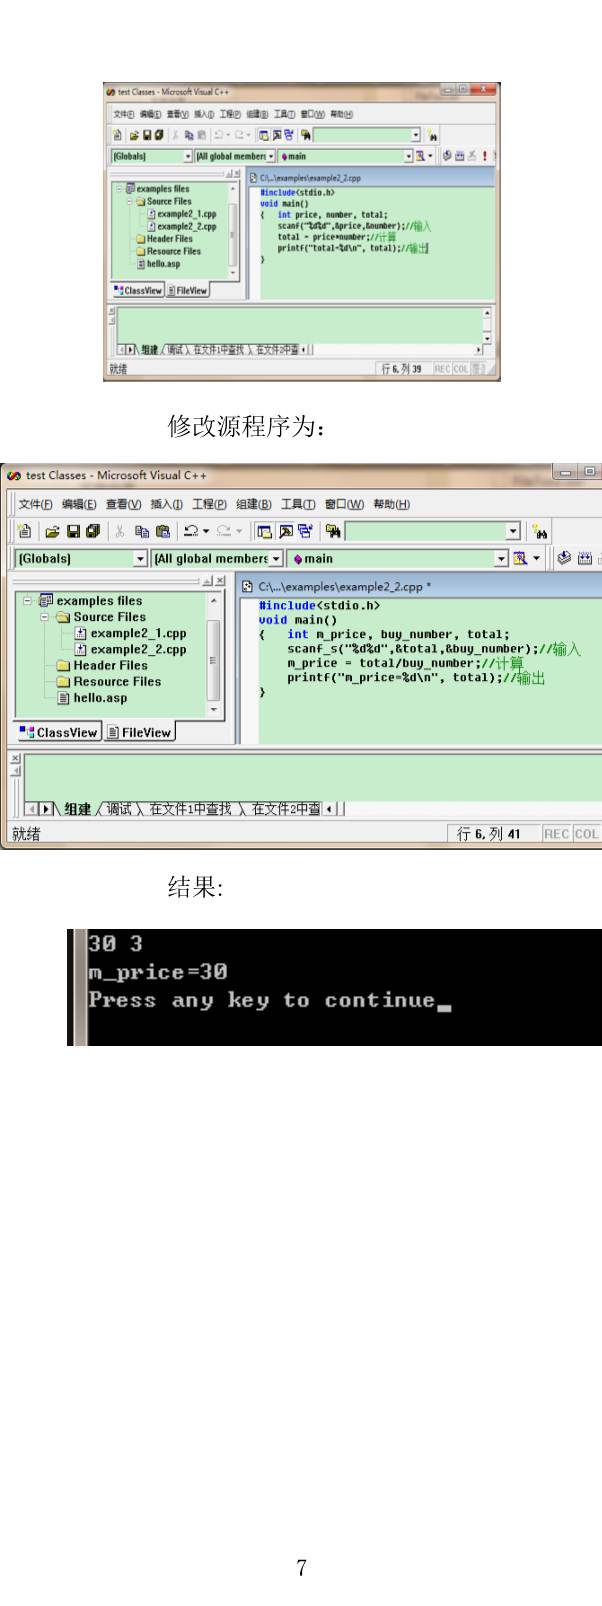 test Classes - Microsoft Visual C++
文件(F) 编辑(E) 查看(V) 插入(I) 工程(P) 组建(B) 工具(T) 窗口(W) 帮助(H)
(Globals) (All global members main
C:\...\examples\example2_2.cpp
examples files
Source Files
example2_1.cpp
example2_2.cpp
Header Files
Resource Files
hello.asp
ClassView FileView
#include<stdio.h>
void main()
{ int price, number, total;
scanf("%d%d",&price,&number);//输入
total = price*number;//计算
printf("total=%d\n", total);//输出
}
组建 调试 在文件1中查找 在文件2中查
就绪 行 6, 列 39 REC COL
修改源程序为：
test Classes - Microsoft Visual C++
文件(F) 编辑(E) 查看(V) 插入(I) 工程(P) 组建(B) 工具(T) 窗口(W) 帮助(H)
(Globals) (All global members main
C:\...\examples\example2_2.cpp *
examples files
Source Files
example2_1.cpp
example2_2.cpp
Header Files
Resource Files
hello.asp
ClassView FileView
#include<stdio.h>
void main()
{ int m_price, buy_number, total;
scanf_s("%d%d",&total,&buy_number);//输入
m_price = total/buy_number;//计算
printf("m_price=%d\n", total);//输出
}
组建 调试 在文件1中查找 在文件2中查
就绪 行 6, 列 41 REC COL
结果:
30 3
m_price=30
Press any key to continue_
7